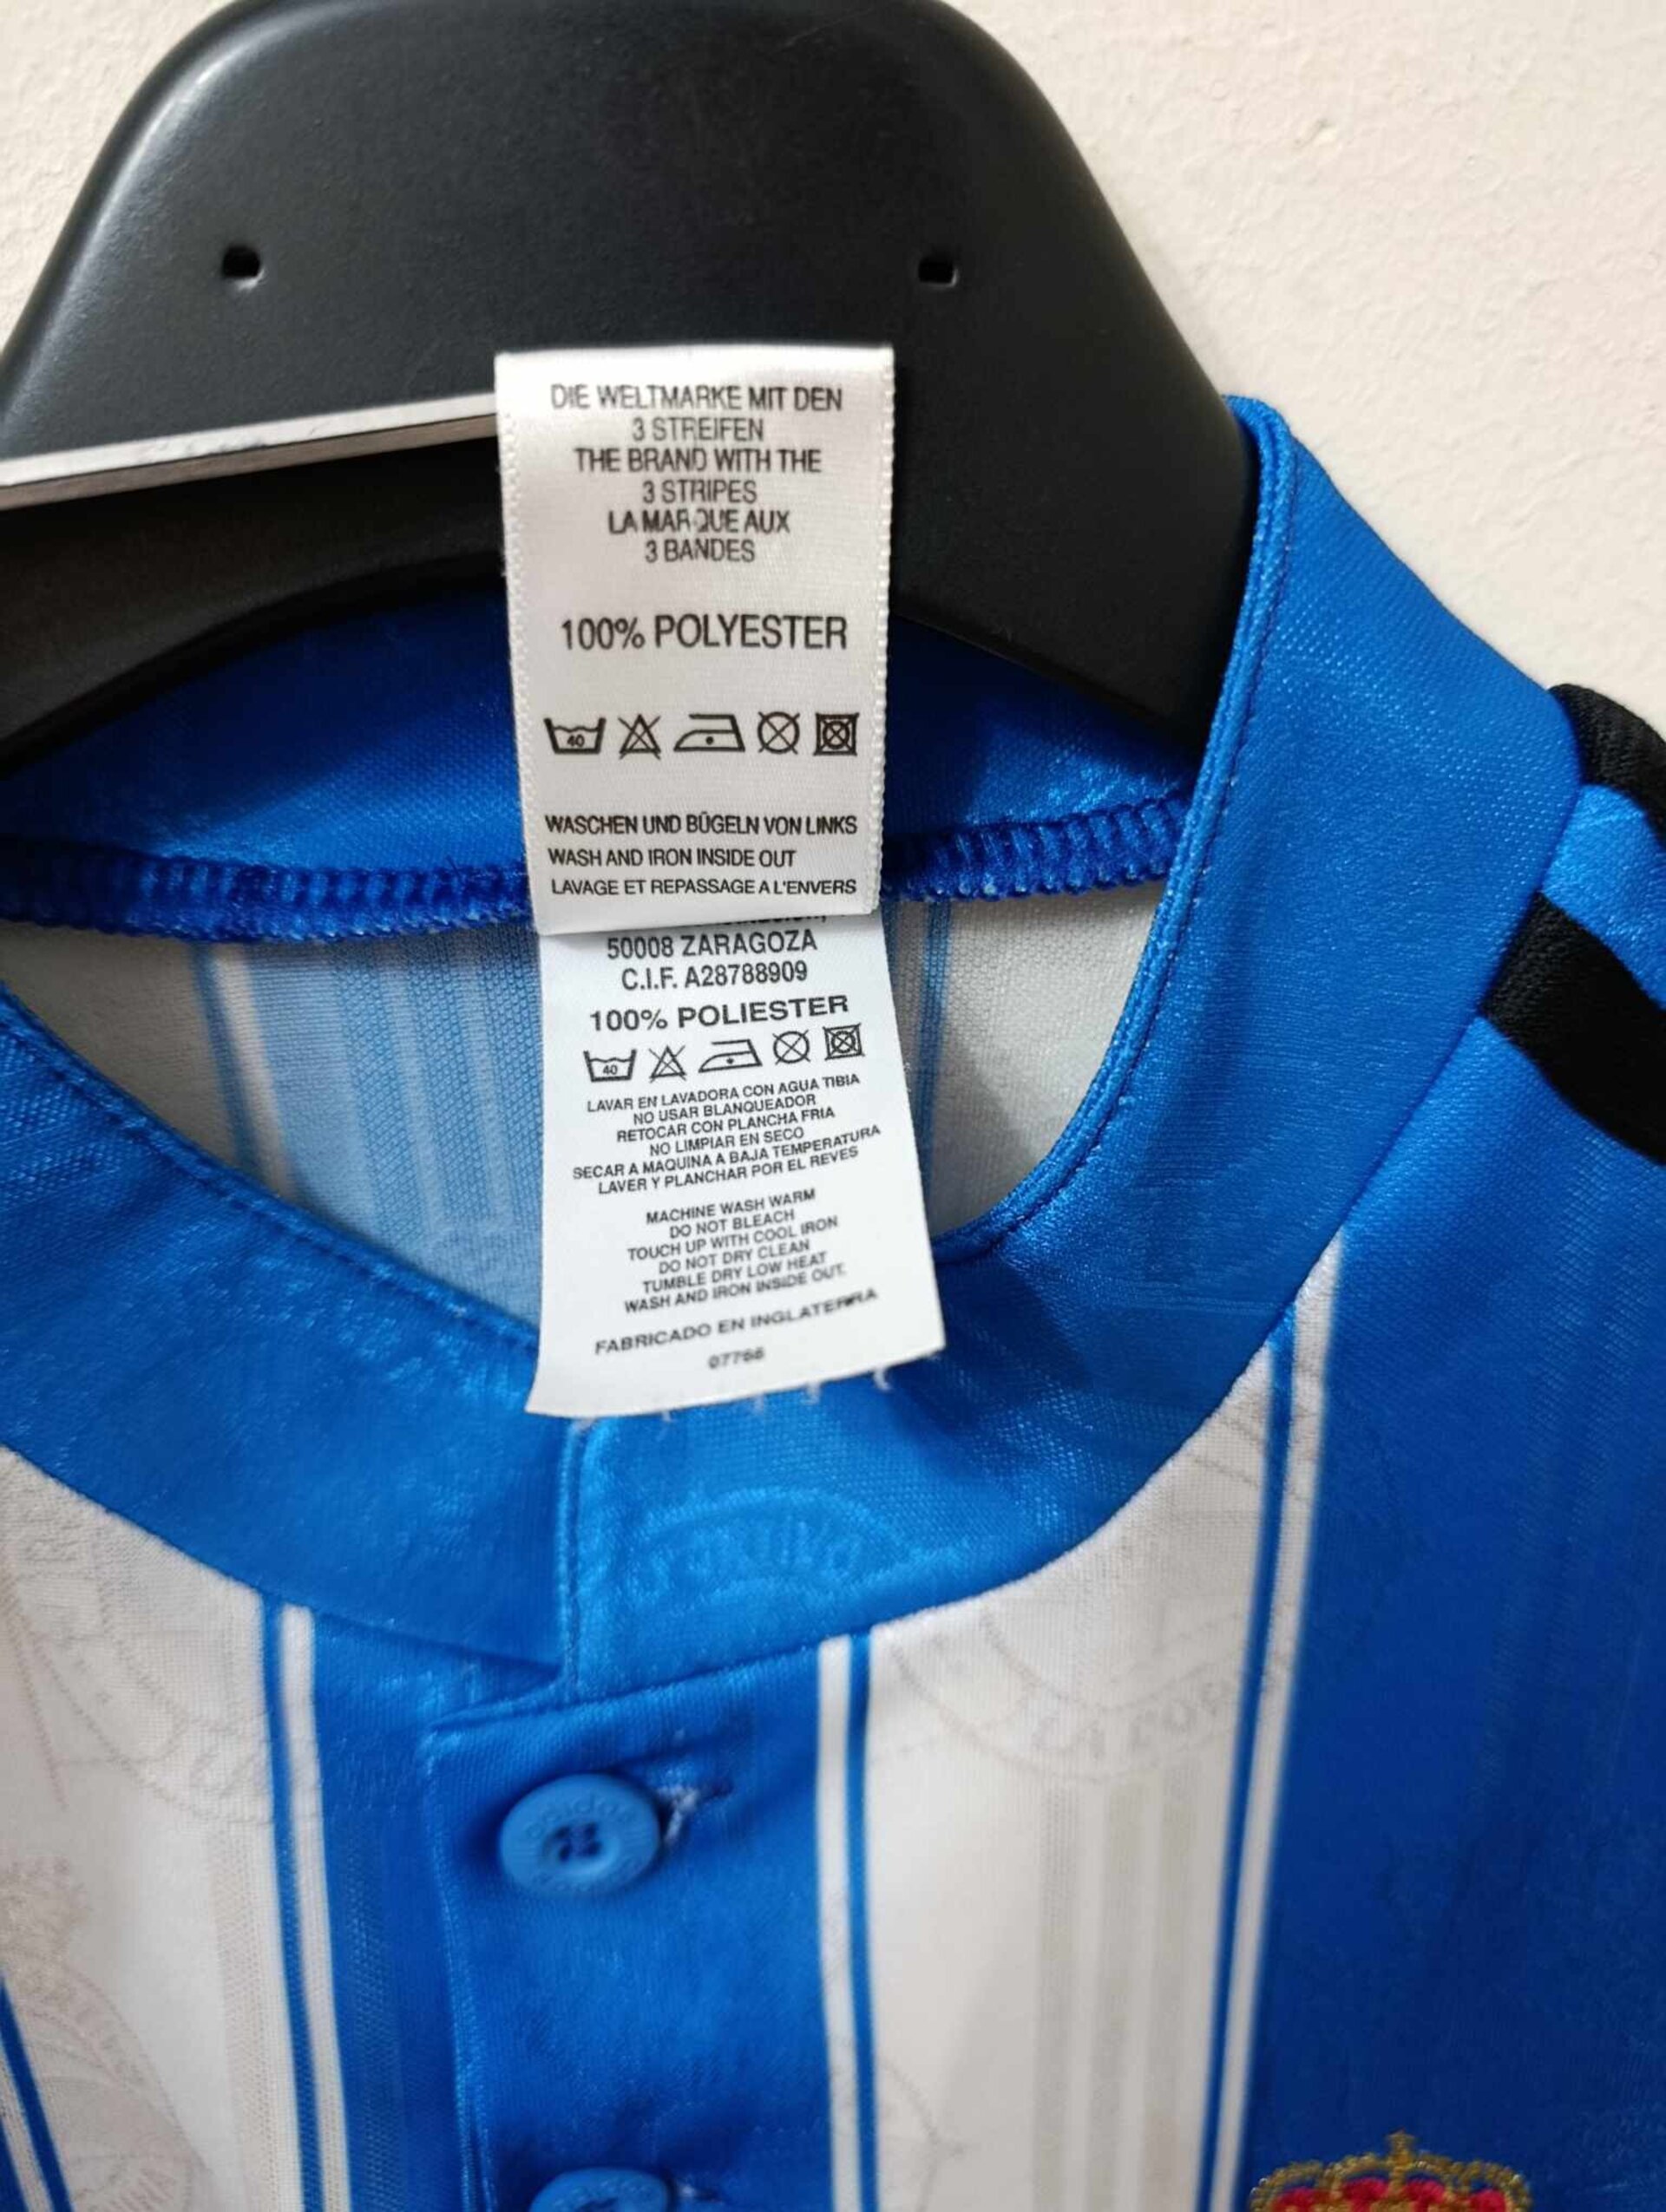 DIE WELTMARKE MIT DEN
3 STREIFEN
THE BRAND WITH THE
3 STRIPES
LA MARQUE AUX
3 BANDES
100% POLYESTER
40
WASCHEN UND BÜGELN VON LINKS
WASH AND IRON INSIDE OUT
LAVAGE ET REPASSAGE A L'ENVERS
50008 ZARAGOZA
C.I.F. A28788909
100% POLIESTER
40
LAVAR EN LAVADORA CON AGUA TIBIA
NO USAR BLANQUEADOR
RETOCAR CON PLANCHA FRIA
NO LIMPIAR EN SECO
SECAR A MAQUINA A BAJA TEMPERATURA
LAVER Y PLANCHAR POR EL REVES
MACHINE WASH WARM
DO NOT BLEACH
TOUCH UP WITH COOL IRON
DO NOT DRY CLEAN
TUMBLE DRY LOW HEAT
WASH AND IRON INSIDE OUT.
FABRICADO EN INGLATERRA
07766
adidas
LA